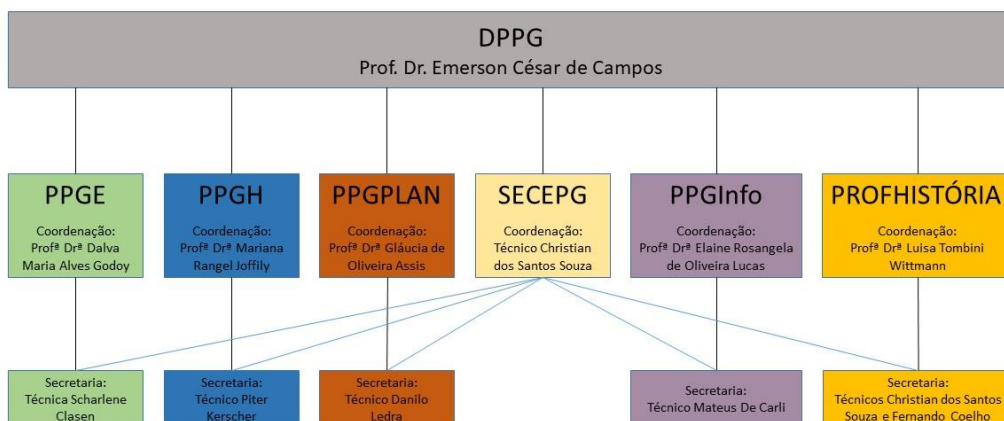 DPPG
Prof. Dr. Emerson César de Campos
PPGE
Coordenação:
Profª Drª Dalva
Maria Alves Godoy
PPGH
Coordenação:
Profª Drª Mariana
Rangel Joffily
PPGPLAN
Coordenação:
Profª Drª Gláucia de
Oliveira Assis
SECEPG
Coordenação:
Técnico Christian
dos Santos Souza
PPGInfo
Coordenação:
Profª Drª Elaine Rosangela
de Oliveira Lucas
PROFHISTÓRIA
Coordenação:
Profª Drª Luisa Tombini
Wittmann
Secretaria:
Técnica Scharlene
Clasen
Secretaria:
Técnico Piter
Kerscher
Secretaria:
Técnico Danilo
Ledra
Secretaria:
Técnico Mateus De Carli
Secretaria:
Técnicos Christian dos Santos
Souza e Fernando Coelho